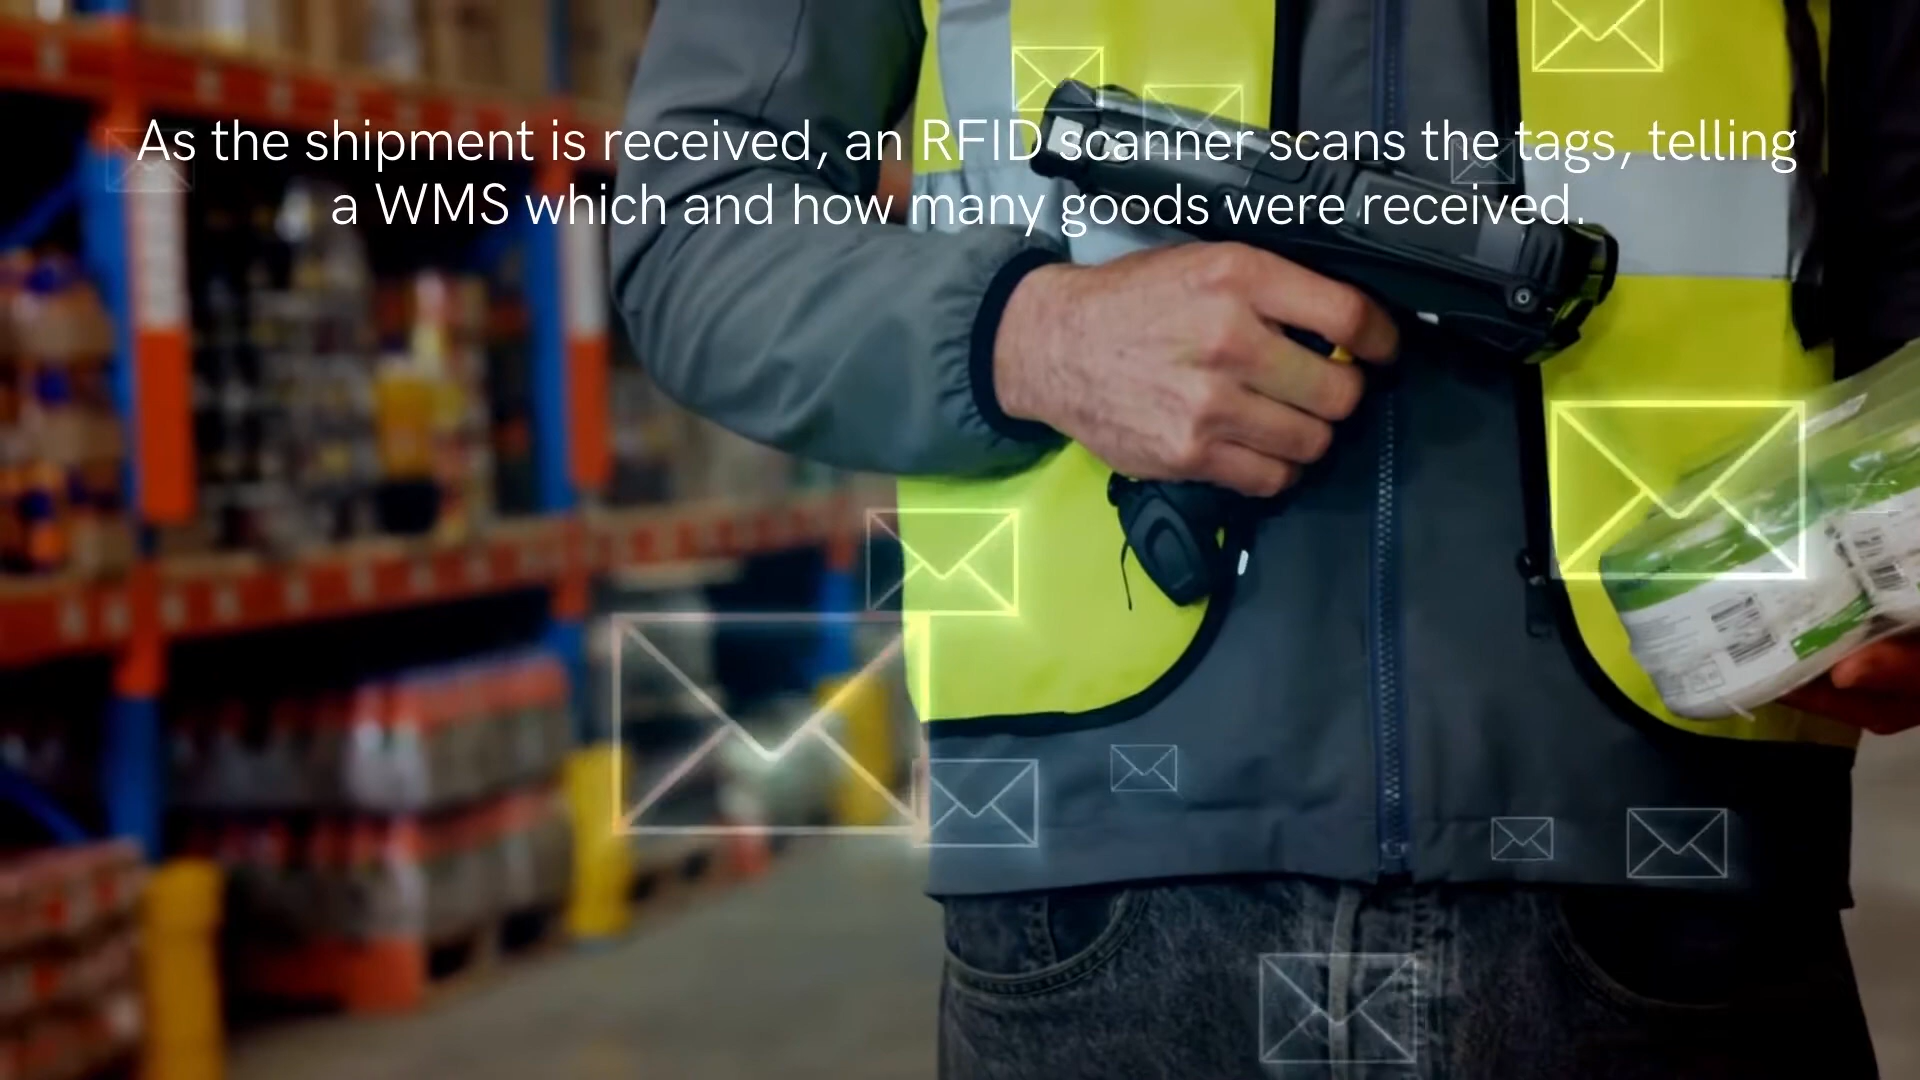 As the shipment is received, an RFID scanner scans the tags, telling
a WMS which and how many goods were received.